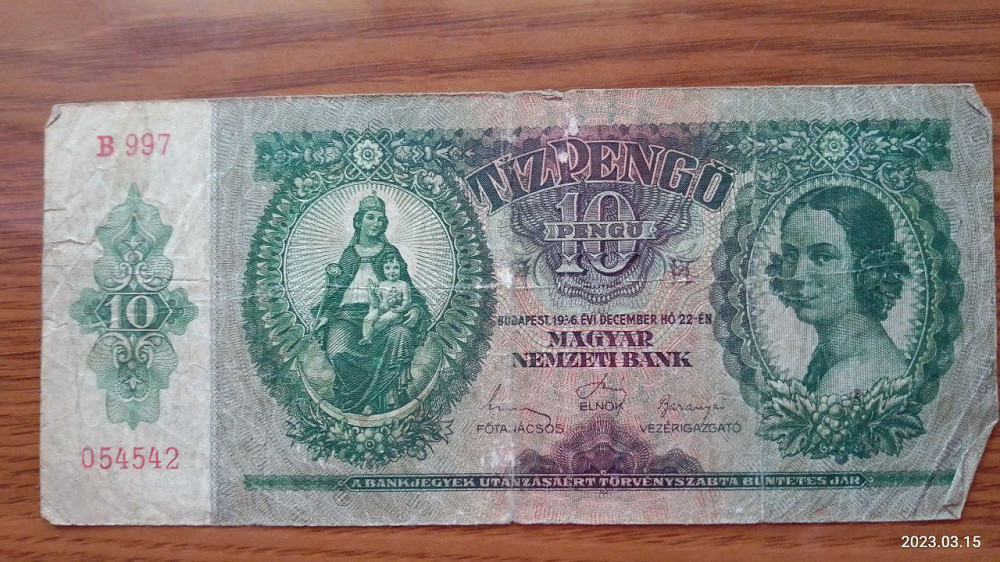 B 997
10
054542
TÍZ PENGŐ
10
PENGŐ
BUDAPEST, 1936. ÉVI DECEMBER HÓ 22-ÉN
MAGYAR
NEMZETI BANK
ELNÖK
FŐTANÁCSOS VEZÉRIGAZGATÓ
A BANKJEGYEK UTÁNZÁSÁÉRT TÖRVÉNYSZABTA BÜNTETÉS JÁR
2023.03.15